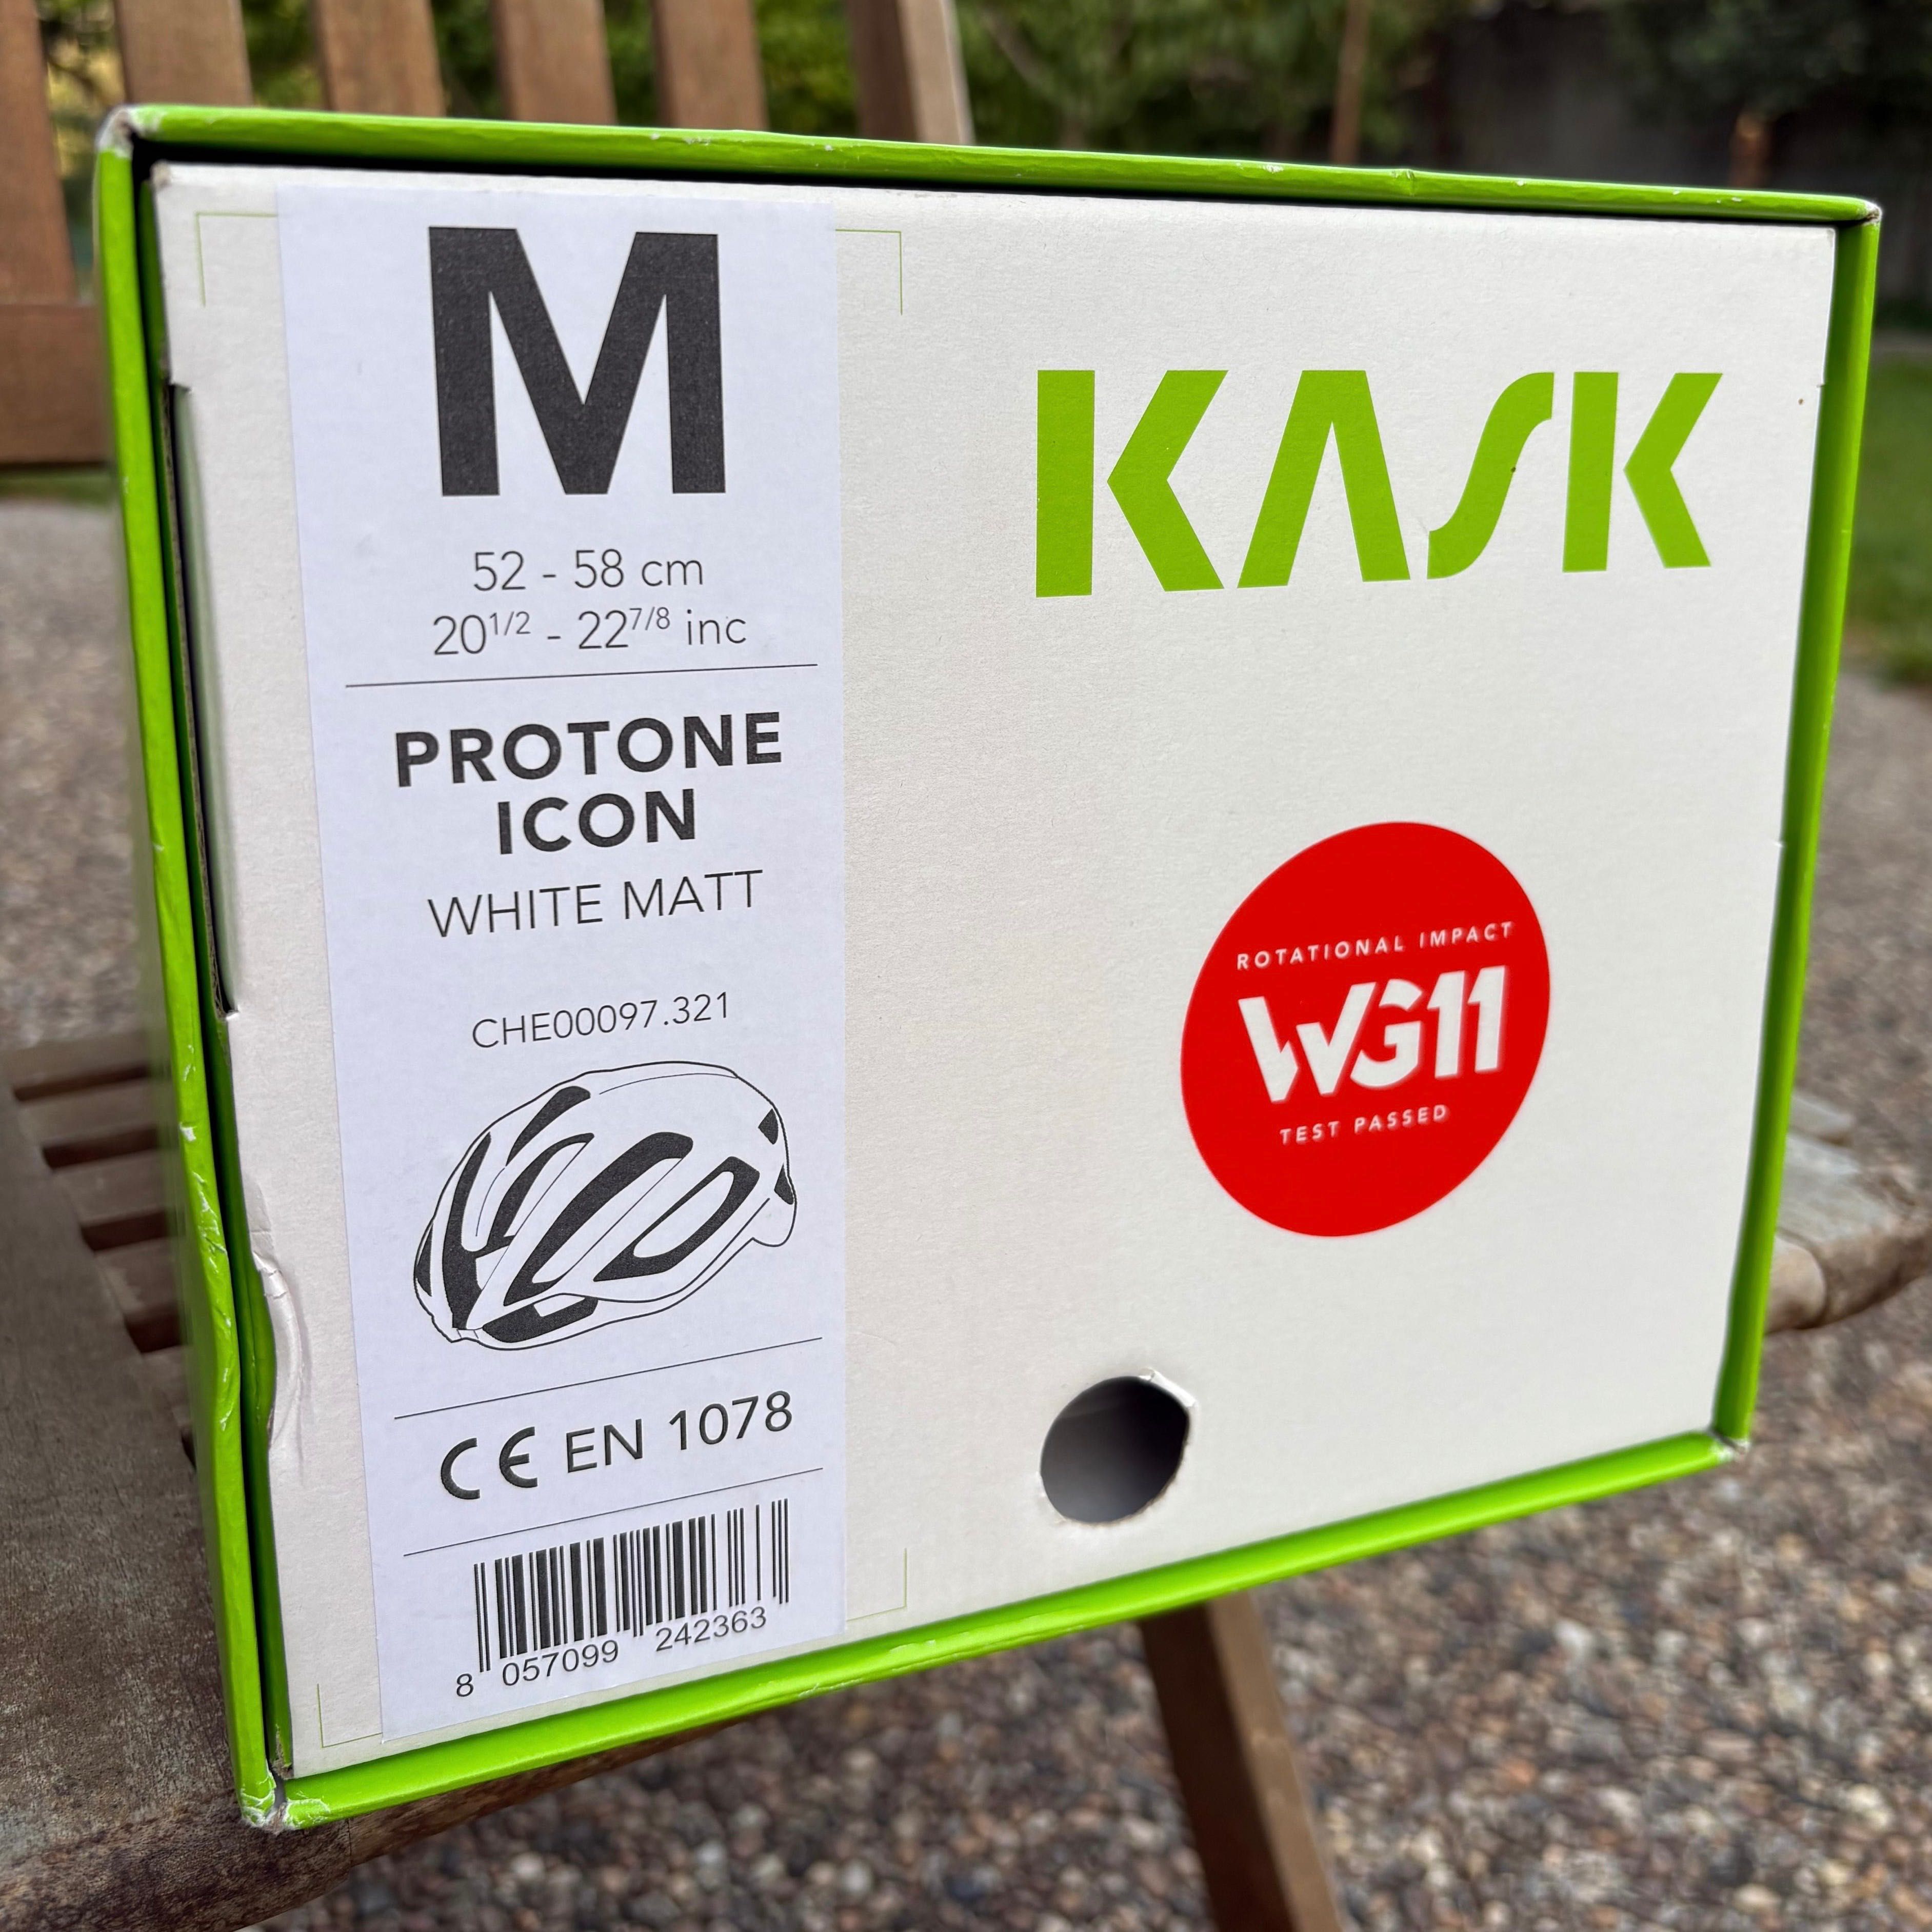 M
52 - 58 cm
20 1/2 - 22 7/8 inc
PROTONE
ICON
WHITE MATT
CHE00097.321
CE EN 1078
8 057099 242363
KASK
ROTATIONAL IMPACT
WG11
TEST PASSED